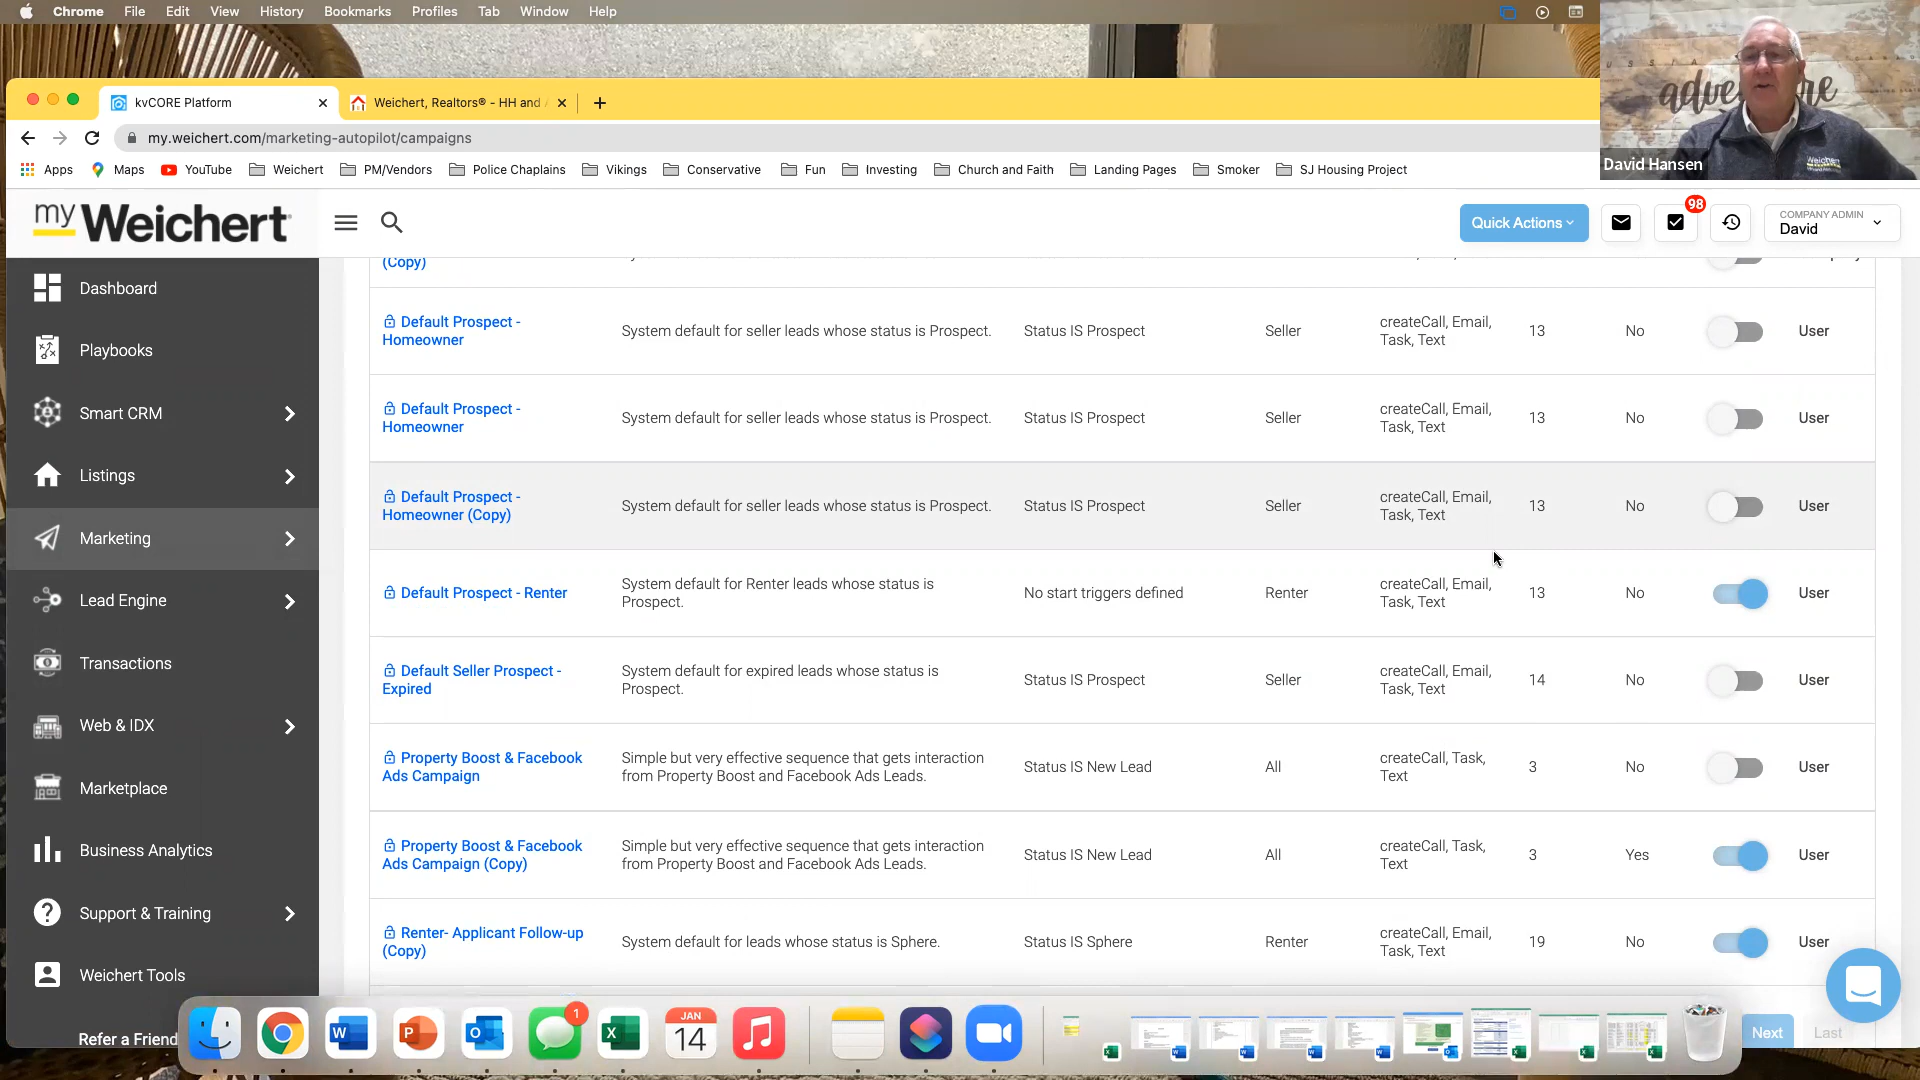 Chrome File Edit View History Bookmarks Profiles Tab Window Help
kvCORE Platform
Weichert, Realtors® - HH and
my.weichert.com/marketing-autopilot/campaigns
Apps Maps YouTube Weichert PM/Vendors Police Chaplains Vikings Conservative Fun Investing Church and Faith Landing Pages Smoker SJ Housing Project
adventure
Weichert
David Hansen
myWeichert
Quick Actions
98
COMPANY ADMIN
David
Dashboard
Playbooks
Smart CRM
Listings
Marketing
Lead Engine
Transactions
Web & IDX
Marketplace
Business Analytics
Support & Training
Weichert Tools
Refer a Friend
(Copy)
Default Prospect - Homeowner System default for seller leads whose status is Prospect. Status IS Prospect Seller createCall, Email, Task, Text 13 No User
Default Prospect - Homeowner System default for seller leads whose status is Prospect. Status IS Prospect Seller createCall, Email, Task, Text 13 No User
Default Prospect - Homeowner (Copy) System default for seller leads whose status is Prospect. Status IS Prospect Seller createCall, Email, Task, Text 13 No User
Default Prospect - Renter System default for Renter leads whose status is Prospect. No start triggers defined Renter createCall, Email, Task, Text 13 No User
Default Seller Prospect - Expired System default for expired leads whose status is Prospect. Status IS Prospect Seller createCall, Email, Task, Text 14 No User
Property Boost & Facebook Ads Campaign Simple but very effective sequence that gets interaction from Property Boost and Facebook Ads Leads. Status IS New Lead All createCall, Task, Text 3 No User
Property Boost & Facebook Ads Campaign (Copy) Simple but very effective sequence that gets interaction from Property Boost and Facebook Ads Leads. Status IS New Lead All createCall, Task, Text 3 Yes User
Renter- Applicant Follow-up (Copy) System default for leads whose status is Sphere. Status IS Sphere Renter createCall, Email, Task, Text 19 No User
Next Last
1
JAN
14